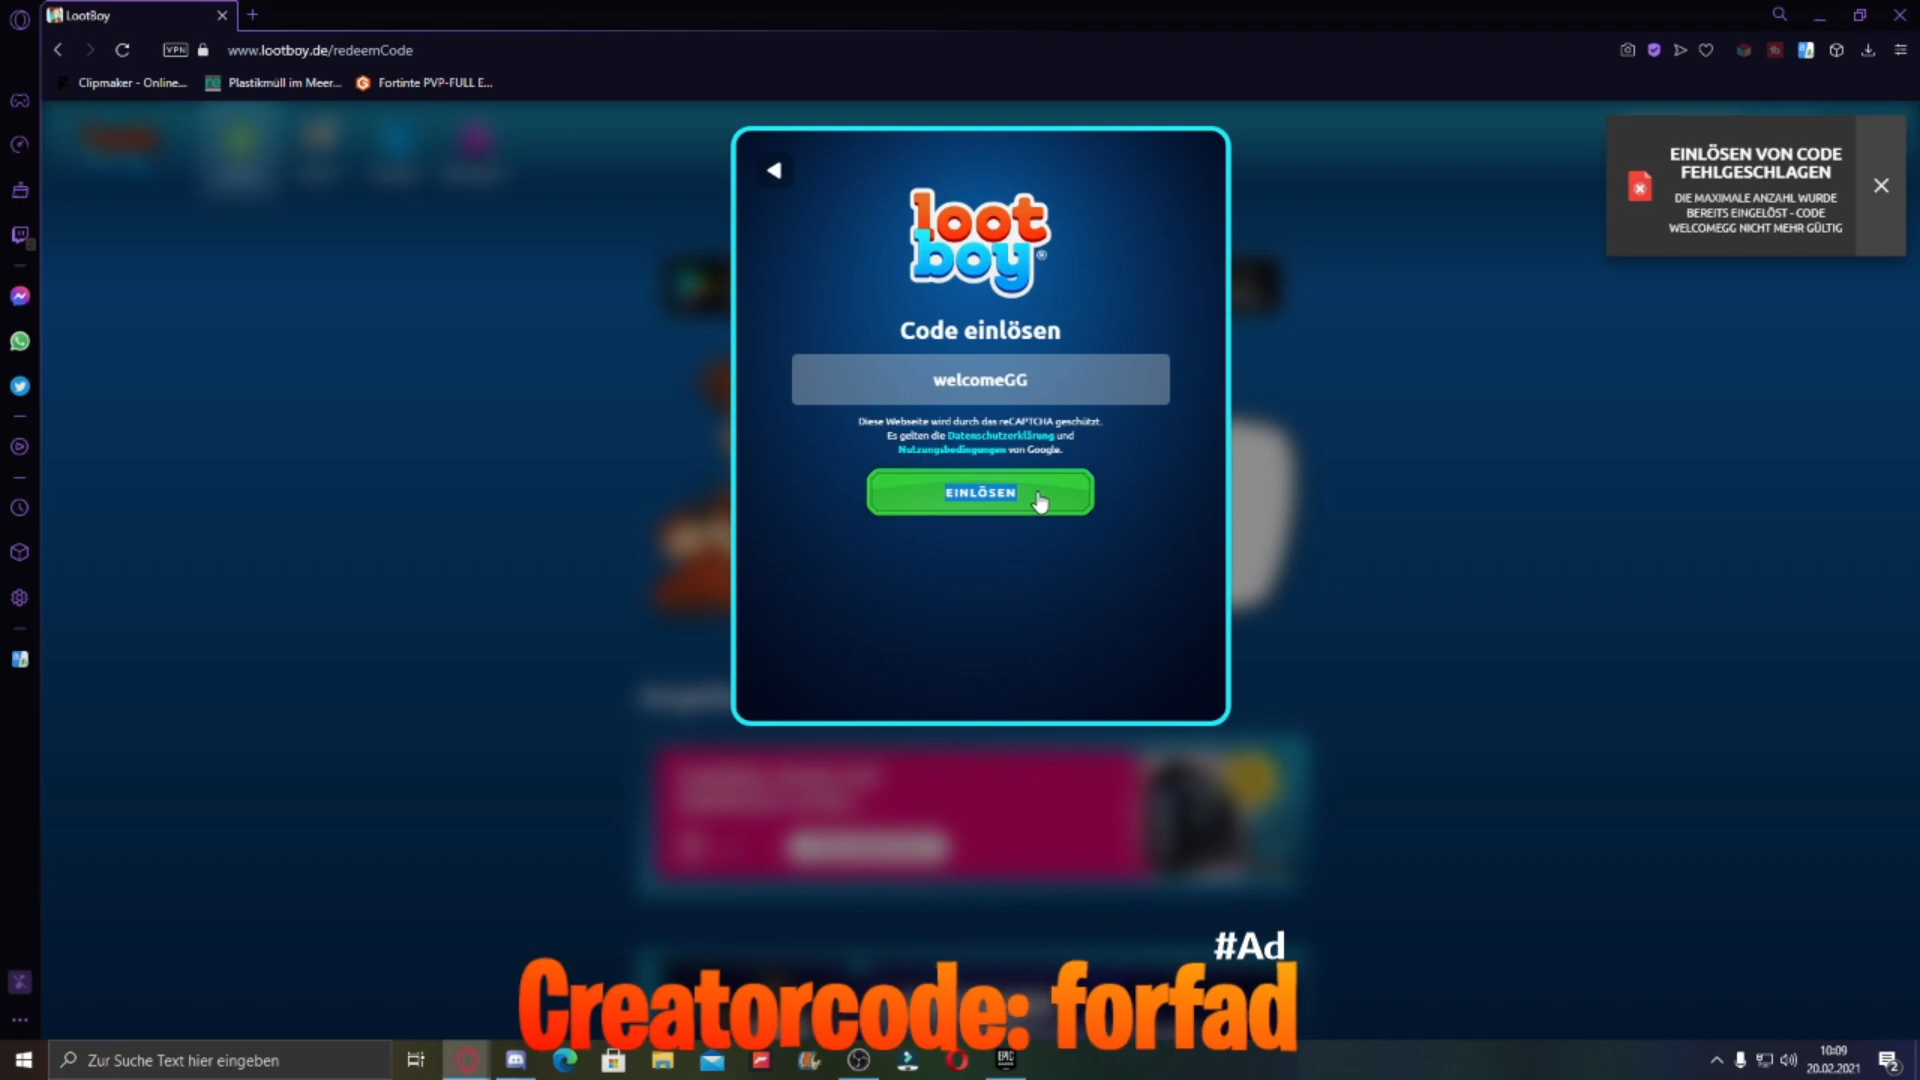 LootBoy
VPN
www.lootboy.de/redeemCode
Clipmaker - Online...
Plastikmüll im Meer...
Fortinte PVP-FULL E...
EINLÖSEN VON CODE
FEHLGESCHLAGEN
DIE MAXIMALE ANZAHL WURDE
BEREITS EINGELÖST - CODE
WELCOMEGG NICHT MEHR GÜLTIG
loot
boy®
Code einlösen
welcomeGG
Diese Webseite wird durch das reCAPTCHA geschützt.
Es gelten die Datenschutzerklärung und
Nutzungsbedingungen von Google.
EINLÖSEN
#Ad
Creatorcode: forfad
Zur Suche Text hier eingeben
EPIC
10:09
20.02.2021
2